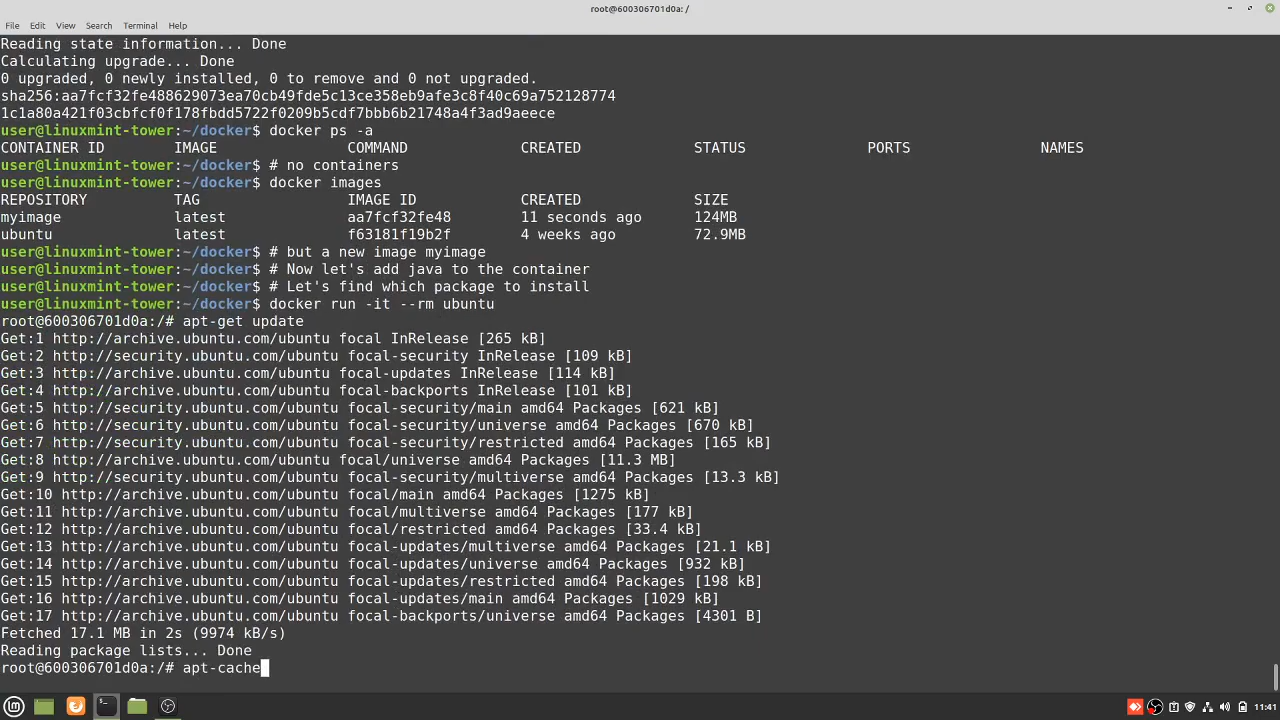 root@600306701d0a: /
File Edit View Search Terminal Help
Reading state information... Done
Calculating upgrade... Done
0 upgraded, 0 newly installed, 0 to remove and 0 not upgraded.
sha256:aa7fcf32fe488629073ea70cb49fde5c13ce358eb9afe3c8f40c69a752128774
1c1a80a421f03cbfcf0f178fbdd5722f0209b5cdf7bbb6b21748a4f3ad9aeece
user@linuxmint-tower:~/docker$ docker ps -a
CONTAINER ID IMAGE COMMAND CREATED STATUS PORTS NAMES
user@linuxmint-tower:~/docker$ # no containers
user@linuxmint-tower:~/docker$ docker images
REPOSITORY TAG IMAGE ID CREATED SIZE
myimage latest aa7fcf32fe48 11 seconds ago 124MB
ubuntu latest f63181f19b2f 4 weeks ago 72.9MB
user@linuxmint-tower:~/docker$ # but a new image myimage
user@linuxmint-tower:~/docker$ # Now let's add java to the container
user@linuxmint-tower:~/docker$ # Let's find which package to install
user@linuxmint-tower:~/docker$ docker run -it --rm ubuntu
root@600306701d0a:/# apt-get update
Get:1 http://archive.ubuntu.com/ubuntu focal InRelease [265 kB]
Get:2 http://security.ubuntu.com/ubuntu focal-security InRelease [109 kB]
Get:3 http://archive.ubuntu.com/ubuntu focal-updates InRelease [114 kB]
Get:4 http://archive.ubuntu.com/ubuntu focal-backports InRelease [101 kB]
Get:5 http://security.ubuntu.com/ubuntu focal-security/main amd64 Packages [621 kB]
Get:6 http://security.ubuntu.com/ubuntu focal-security/universe amd64 Packages [670 kB]
Get:7 http://security.ubuntu.com/ubuntu focal-security/restricted amd64 Packages [165 kB]
Get:8 http://archive.ubuntu.com/ubuntu focal/universe amd64 Packages [11.3 MB]
Get:9 http://security.ubuntu.com/ubuntu focal-security/multiverse amd64 Packages [13.3 kB]
Get:10 http://archive.ubuntu.com/ubuntu focal/main amd64 Packages [1275 kB]
Get:11 http://archive.ubuntu.com/ubuntu focal/multiverse amd64 Packages [177 kB]
Get:12 http://archive.ubuntu.com/ubuntu focal/restricted amd64 Packages [33.4 kB]
Get:13 http://archive.ubuntu.com/ubuntu focal-updates/multiverse amd64 Packages [21.1 kB]
Get:14 http://archive.ubuntu.com/ubuntu focal-updates/universe amd64 Packages [932 kB]
Get:15 http://archive.ubuntu.com/ubuntu focal-updates/restricted amd64 Packages [198 kB]
Get:16 http://archive.ubuntu.com/ubuntu focal-updates/main amd64 Packages [1029 kB]
Get:17 http://archive.ubuntu.com/ubuntu focal-backports/universe amd64 Packages [4301 B]
Fetched 17.1 MB in 2s (9974 kB/s)
Reading package lists... Done
root@600306701d0a:/# apt-cache
11:41